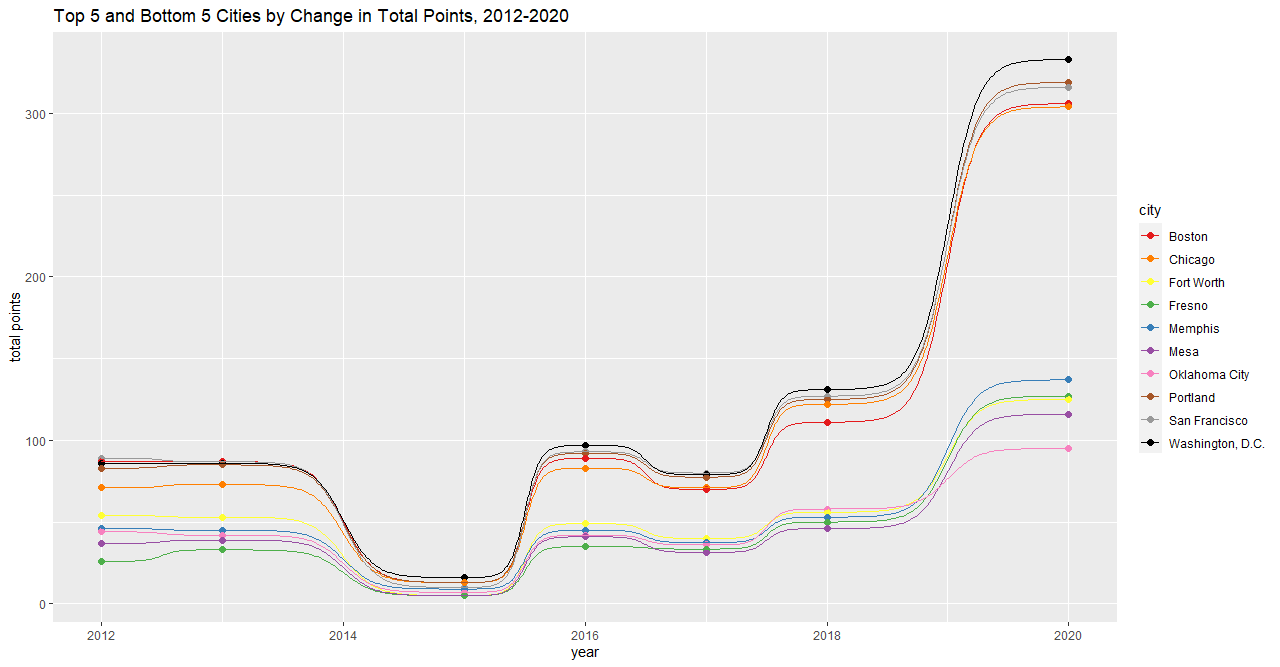 Top 5 and Bottom 5 Cities by Change in Total Points, 2012-2020
total points
300
200
100
0
2012 2014 2016 2018 2020
year
city
Boston
Chicago
Fort Worth
Fresno
Memphis
Mesa
Oklahoma City
Portland
San Francisco
Washington, D.C.